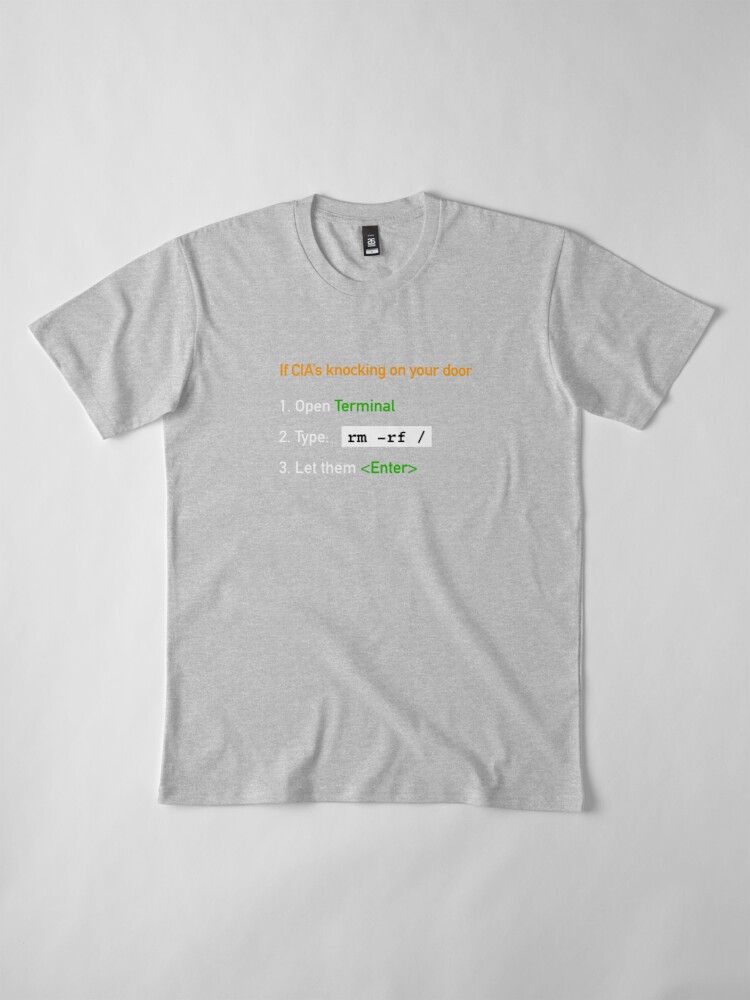 If CIA's knocking on your door
1. Open Terminal
2. Type: rm -rf /
3. Let them <Enter>